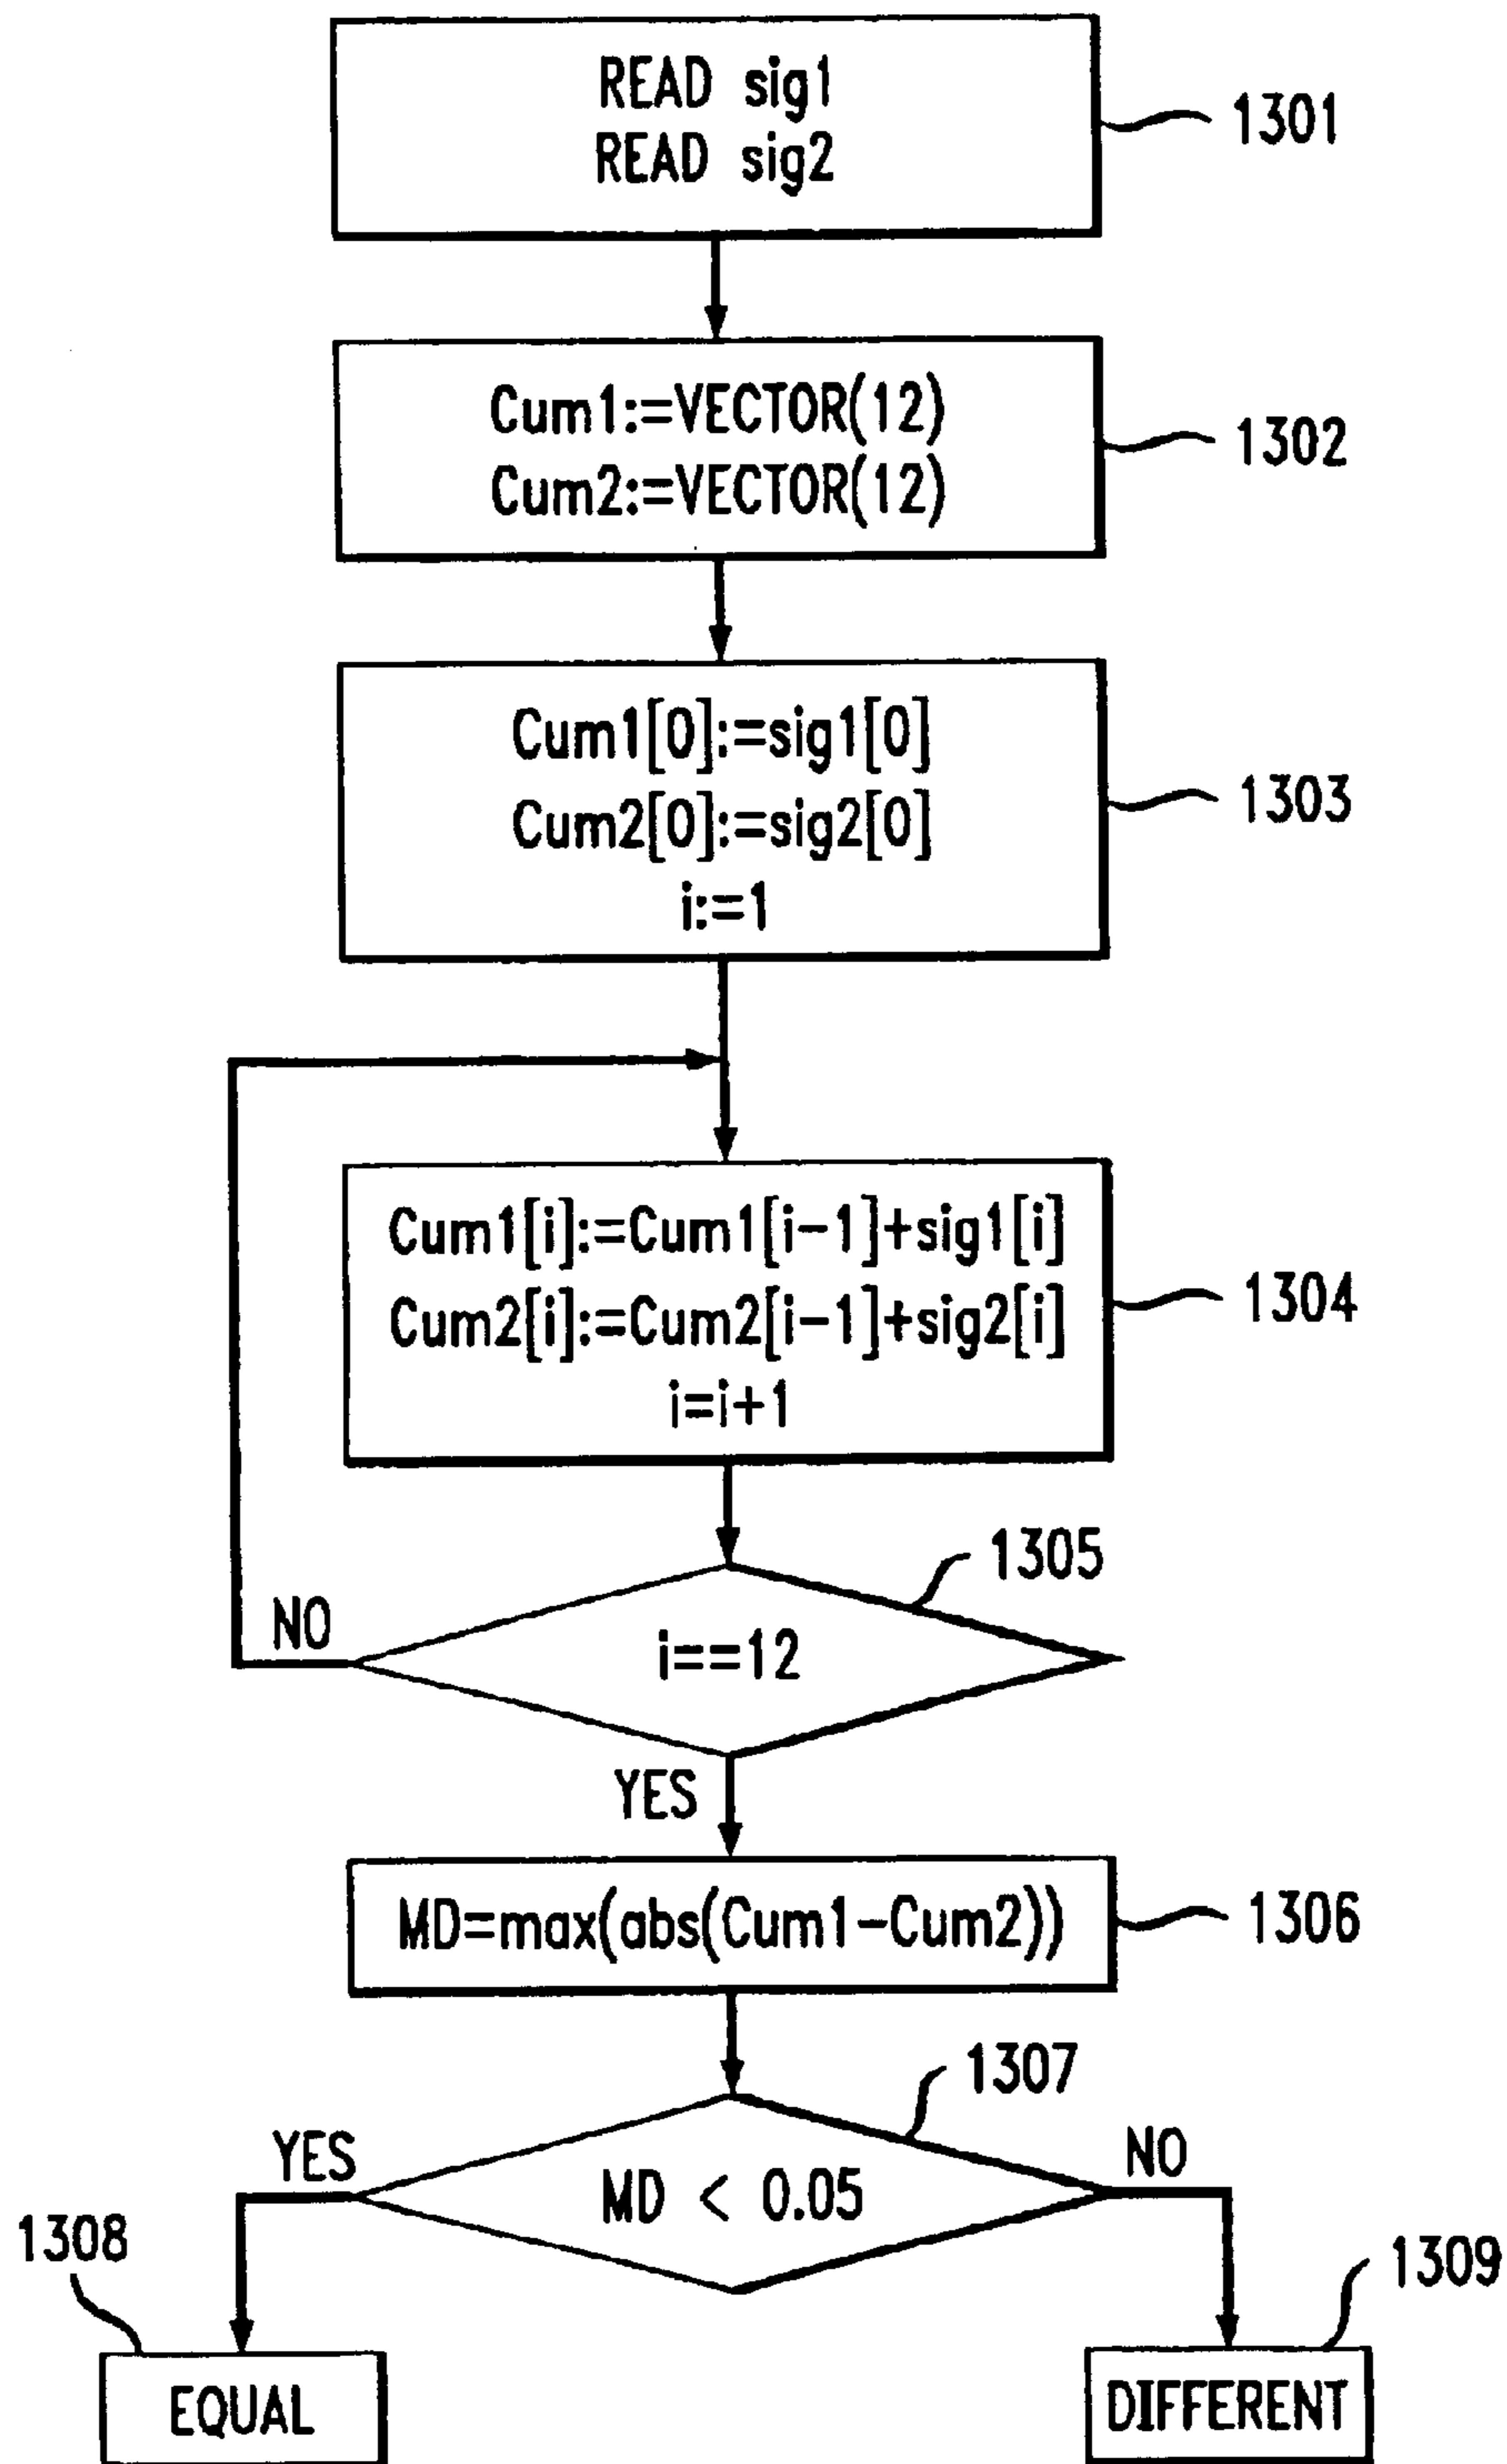 READ sig1
READ sig2
1301
Cum1:=VECTOR(12)
Cum2:=VECTOR(12)
1302
Cum1[0]:=sig1[0]
Cum2[0]:=sig2[0]
i:=1
1303
Cum1[i]:=Cum1[i-1]+sig1[i]
Cum2[i]:=Cum2[i-1]+sig2[i]
i=i+1
1304
1305
NO
i==12
YES
MD=max(abs(Cum1-Cum2))
1306
1307
YES
MD < 0.05
NO
1308
1309
EQUAL
DIFFERENT